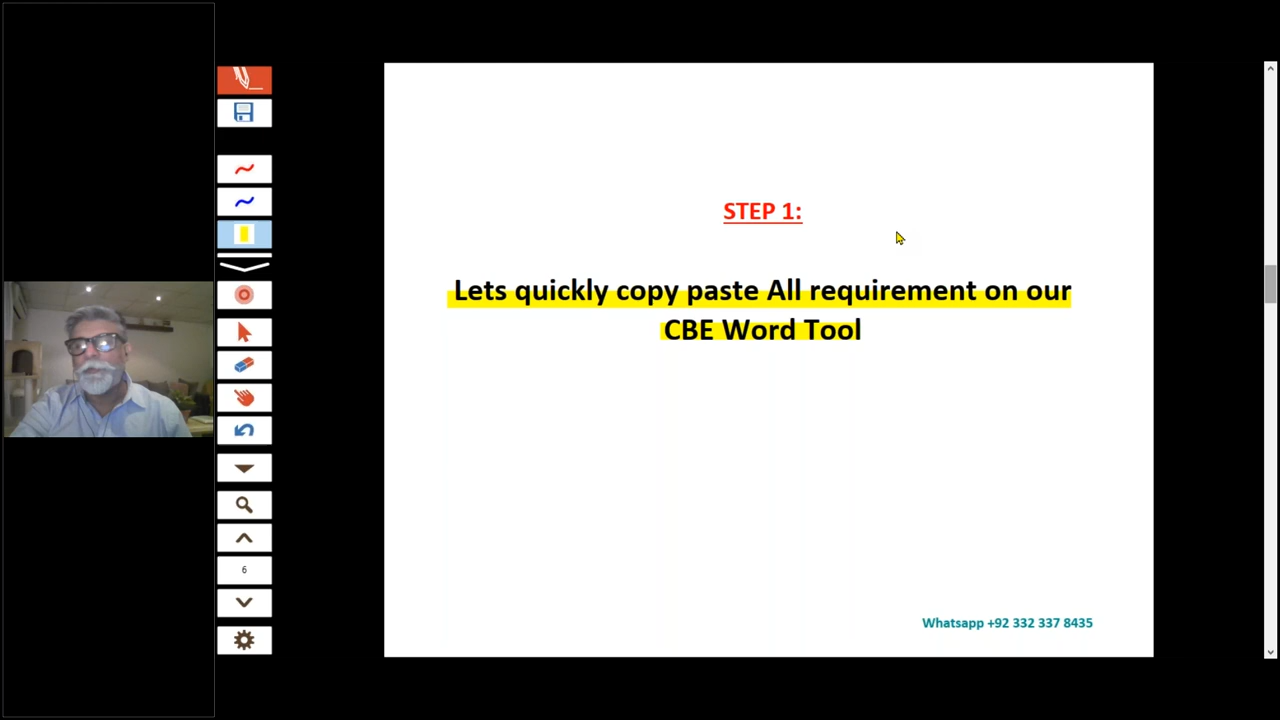 STEP 1:
Lets quickly copy paste All requirement on our
CBE Word Tool
6
Whatsapp +92 332 337 8435